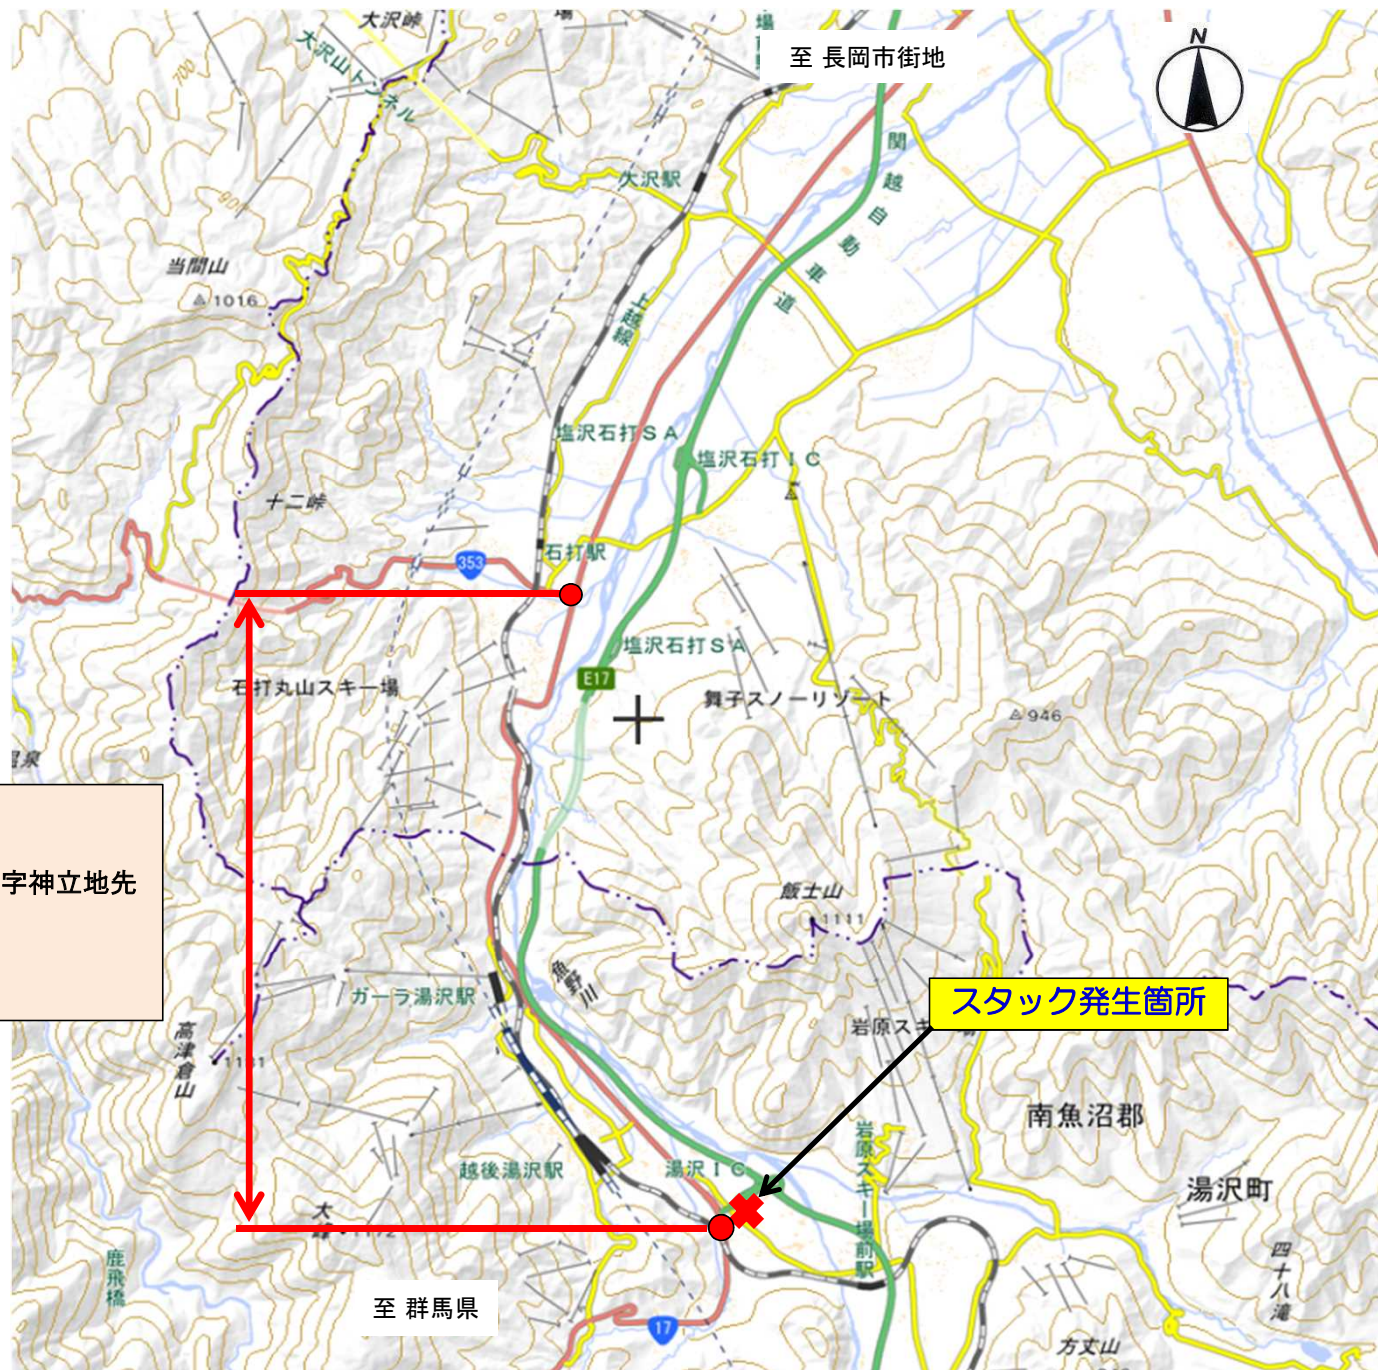 大沢峠
場
至 長岡市街地
N
大沢山トンネル
700
900
関越自動車道
大沢駅
当間山
1016
上越線
塩沢石打SA
塩沢石打IC
十二峠
石打駅
353
塩沢石打SA
E17
石打丸山スキー場
舞子スノーリゾート
946
字神立地先
飯士山
1111
魚野川
ガーラ湯沢駅
スタック発生箇所
高津倉山
1181
南魚沼郡
岩原スキー場前駅
越後湯沢駅
湯沢IC
湯沢町
大峰
1172
鹿飛橋
四十八滝
至 群馬県
17
方丈山